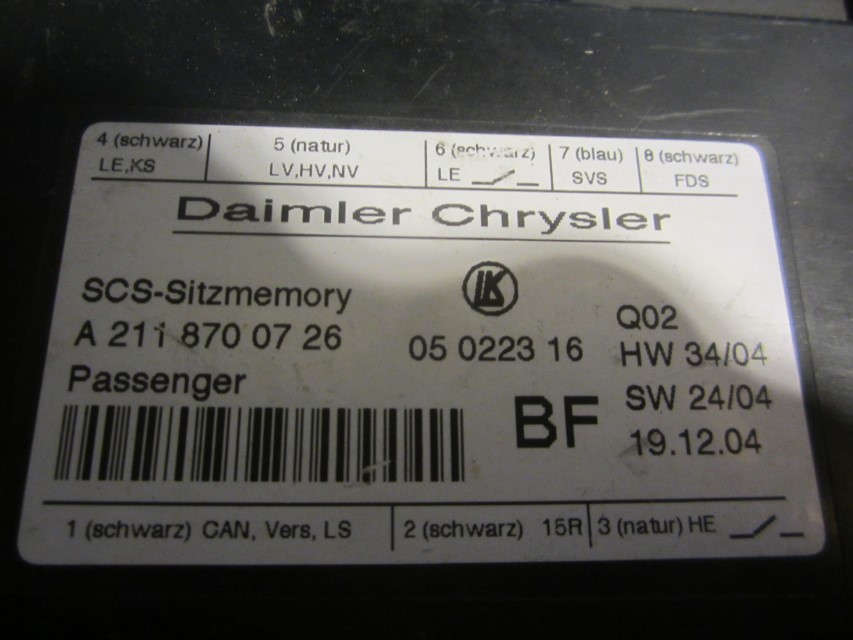 4 (schwarz) 5 (natur) 6 (schwarz) 7 (blau) 8 (schwarz)
LE,KS LV,HV,NV LE SVS FDS
Daimler Chrysler
SCS-Sitzmemory
A 211 870 07 26 05 0223 16
Passenger
Q02
HW 34/04
SW 24/04
BF
19.12.04
1 (schwarz) CAN, Vers, LS 2 (schwarz) 15R 3 (natur) HE